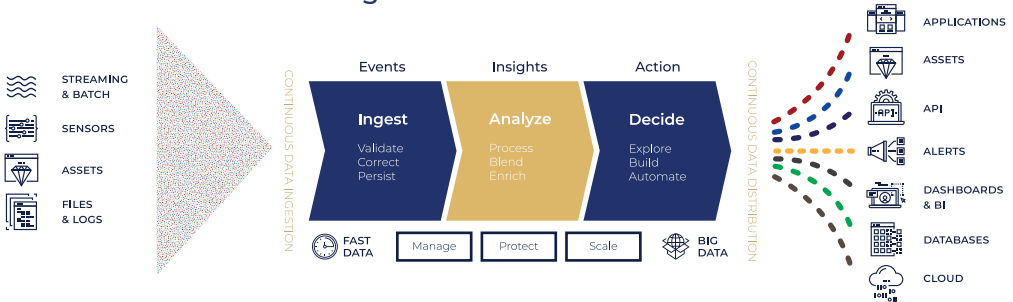 STREAMING
& BATCH
SENSORS
ASSETS
FILES
& LOGS
CONTINUOUS DATA INGESTION
Events
Insights
Action
Ingest
Validate
Correct
Persist
Analyze
Process
Blend
Enrich
Decide
Explore
Build
Automate
FAST
DATA
Manage
Protect
Scale
BIG
DATA
CONTINUOUS DATA DISTRIBUTION
APPLICATIONS
ASSETS
API
API
ALERTS
DASHBOARDS
& BI
DATABASES
CLOUD